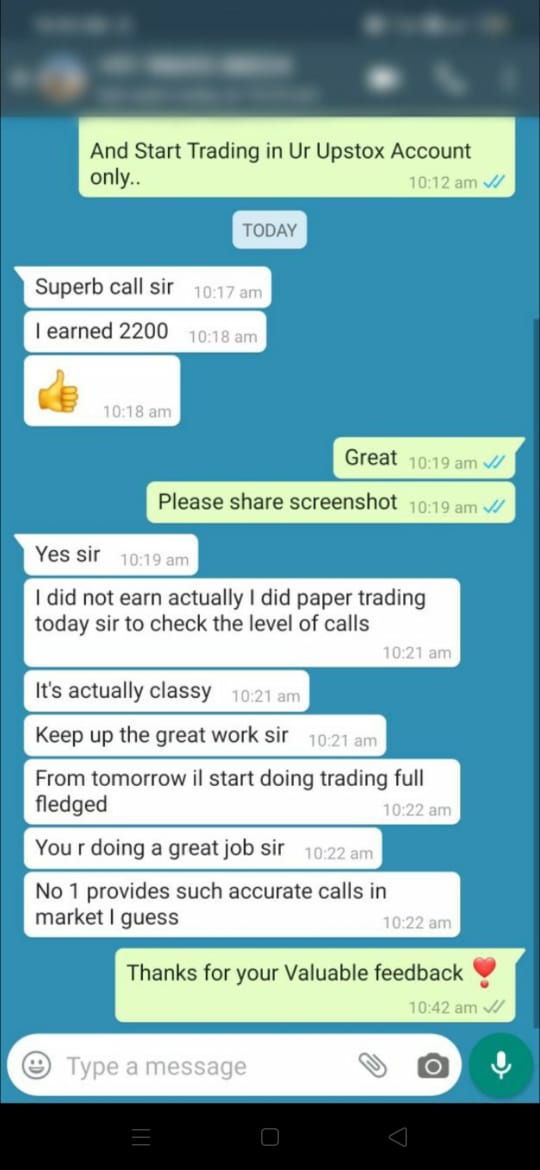 And Start Trading in Ur Upstox Account
only..
10:12 am
TODAY
Superb call sir 10:17 am
I earned 2200 10:18 am
10:18 am
Great 10:19 am
Please share screenshot 10:19 am
Yes sir 10:19 am
I did not earn actually I did paper trading
today sir to check the level of calls
10:21 am
It's actually classy 10:21 am
Keep up the great work sir 10:21 am
From tomorrow il start doing trading full
fledged
10:22 am
You r doing a great job sir 10:22 am
No 1 provides such accurate calls in
market I guess
10:22 am
Thanks for your Valuable feedback
10:42 am
Type a message